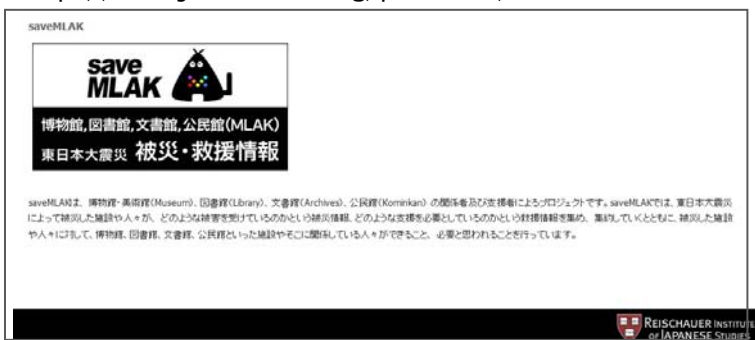 saveMLAK
save
MLAK
博物館,図書館,文書館,公民館(MLAK)
東日本大震災 被災・救援情報
saveMLAKは、博物館・美術館(Museum)、図書館(Library)、文書館(Archives)、公民館(Kominkan) の関係者及び支援者によるプロジェクトです。saveMLAKでは、東日本大震災
によって被災した施設や人々が、どのような被害を受けているのかという被災情報、どのような支援を必要としているのかという救援情報を集め、集約していくとともに、被災した施設
や人々に対して、博物館、図書館、文書館、公民館といった施設やそこに関係している人々ができること、必要と思われることを行っています。
REISCHAUER INSTITUTE
OF JAPANESE STUDIES